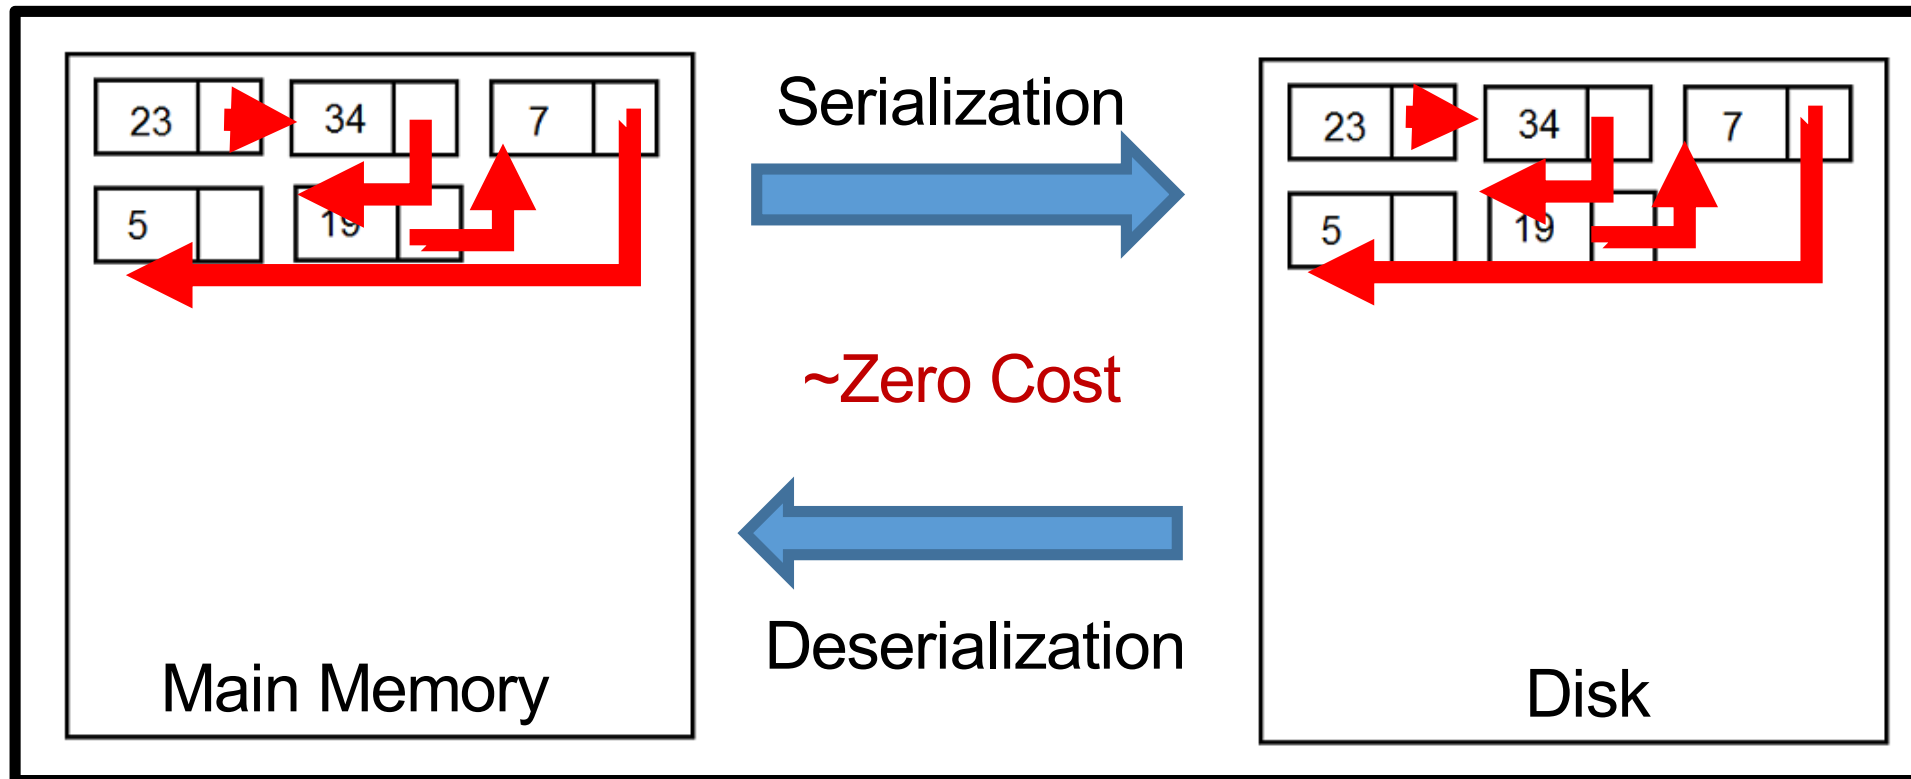 23 34 7
5 19
Main Memory
Serialization
~Zero Cost
Deserialization
23 34 7
5 19
Disk